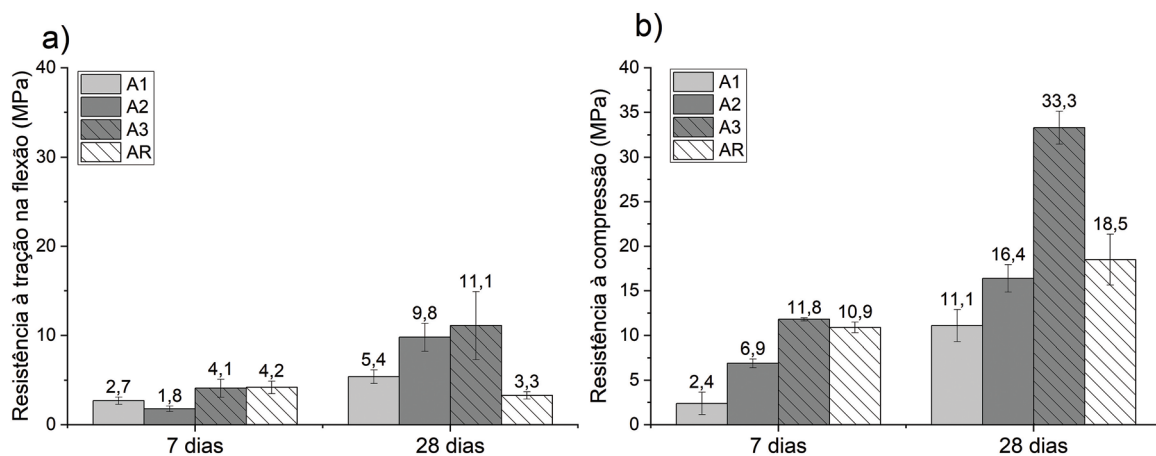 a)
Resistência à tração na flexão (MPa)
40
30
20
10
0
A1
A2
A3
AR
2,7
1,8
4,1
4,2
5,4
9,8
11,1
3,3
7 dias
28 dias
b)
Resistência à compressão (MPa)
40
35
30
25
20
15
10
5
0
A1
A2
A3
AR
2,4
6,9
11,8
10,9
11,1
16,4
33,3
18,5
7 dias
28 dias